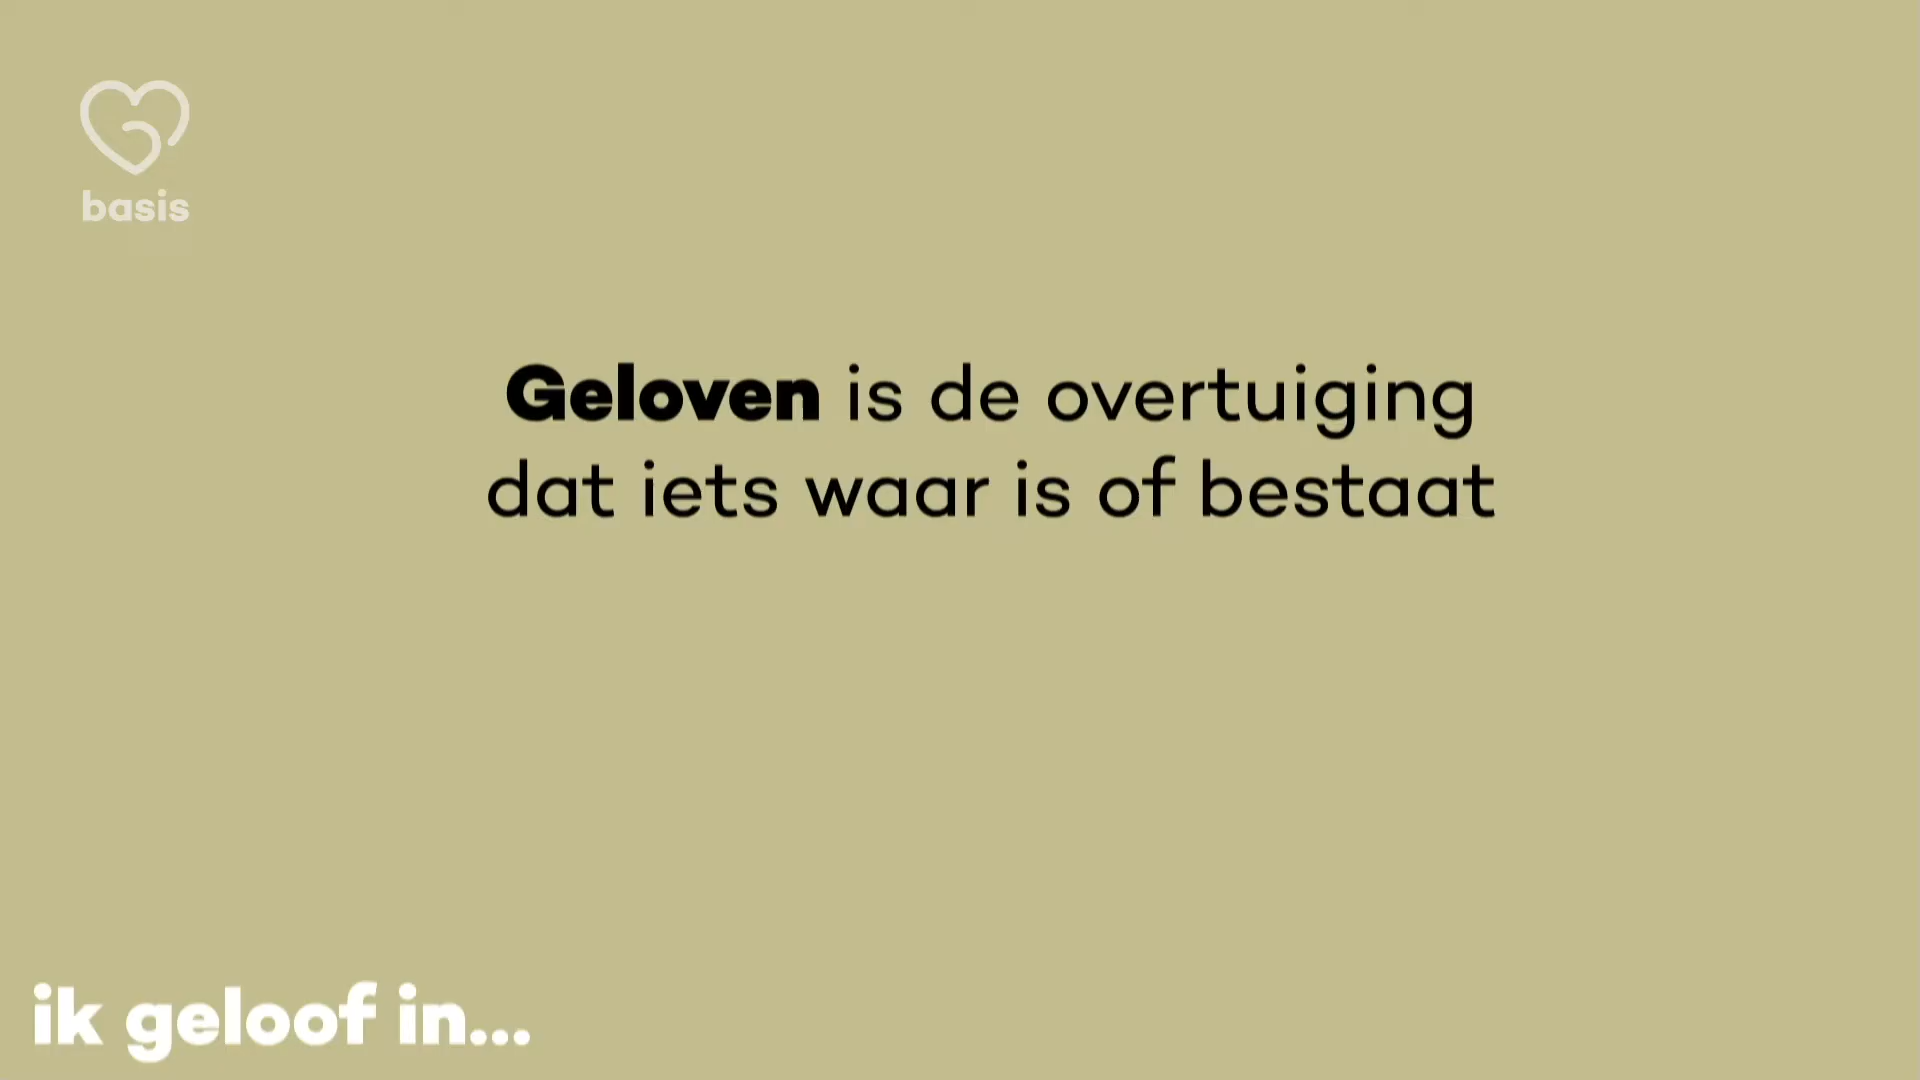 basis
Geloven is de overtuiging
dat iets waar is of bestaat
ik geloof in...